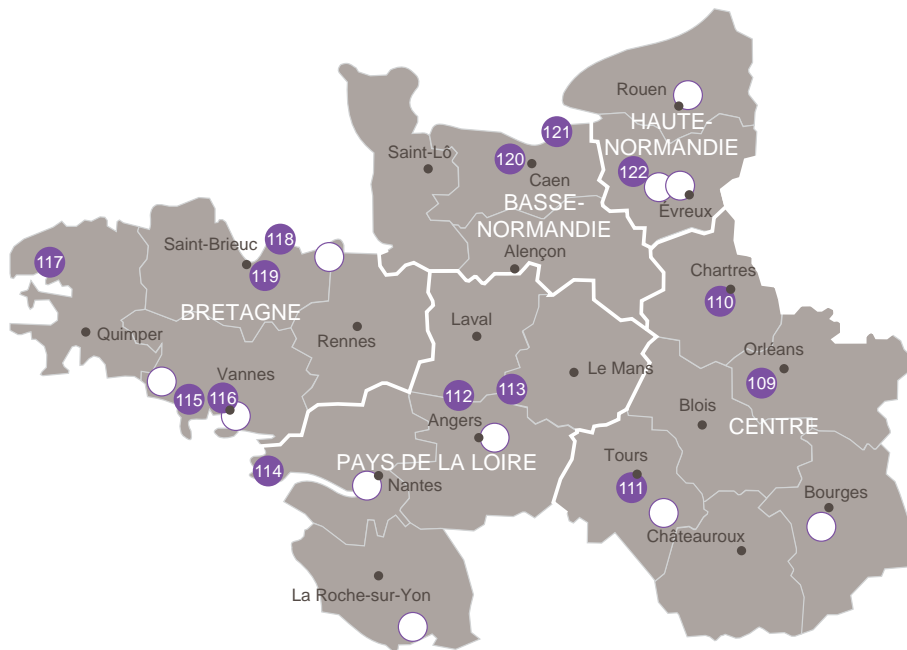 Rouen
HAUTE-
NORMANDIE
121
Saint-Lô
120
Caen
122
Évreux
BASSE-
NORMANDIE
118
Saint-Brieuc
Alençon
117
119
Chartres
110
BRETAGNE
Quimper
Rennes
Laval
Orléans
Vannes
Le Mans
109
115
116
112
113
Blois
Angers
CENTRE
PAYS DE LA LOIRE
114
Tours
Nantes
111
Bourges
Châteauroux
La Roche-sur-Yon